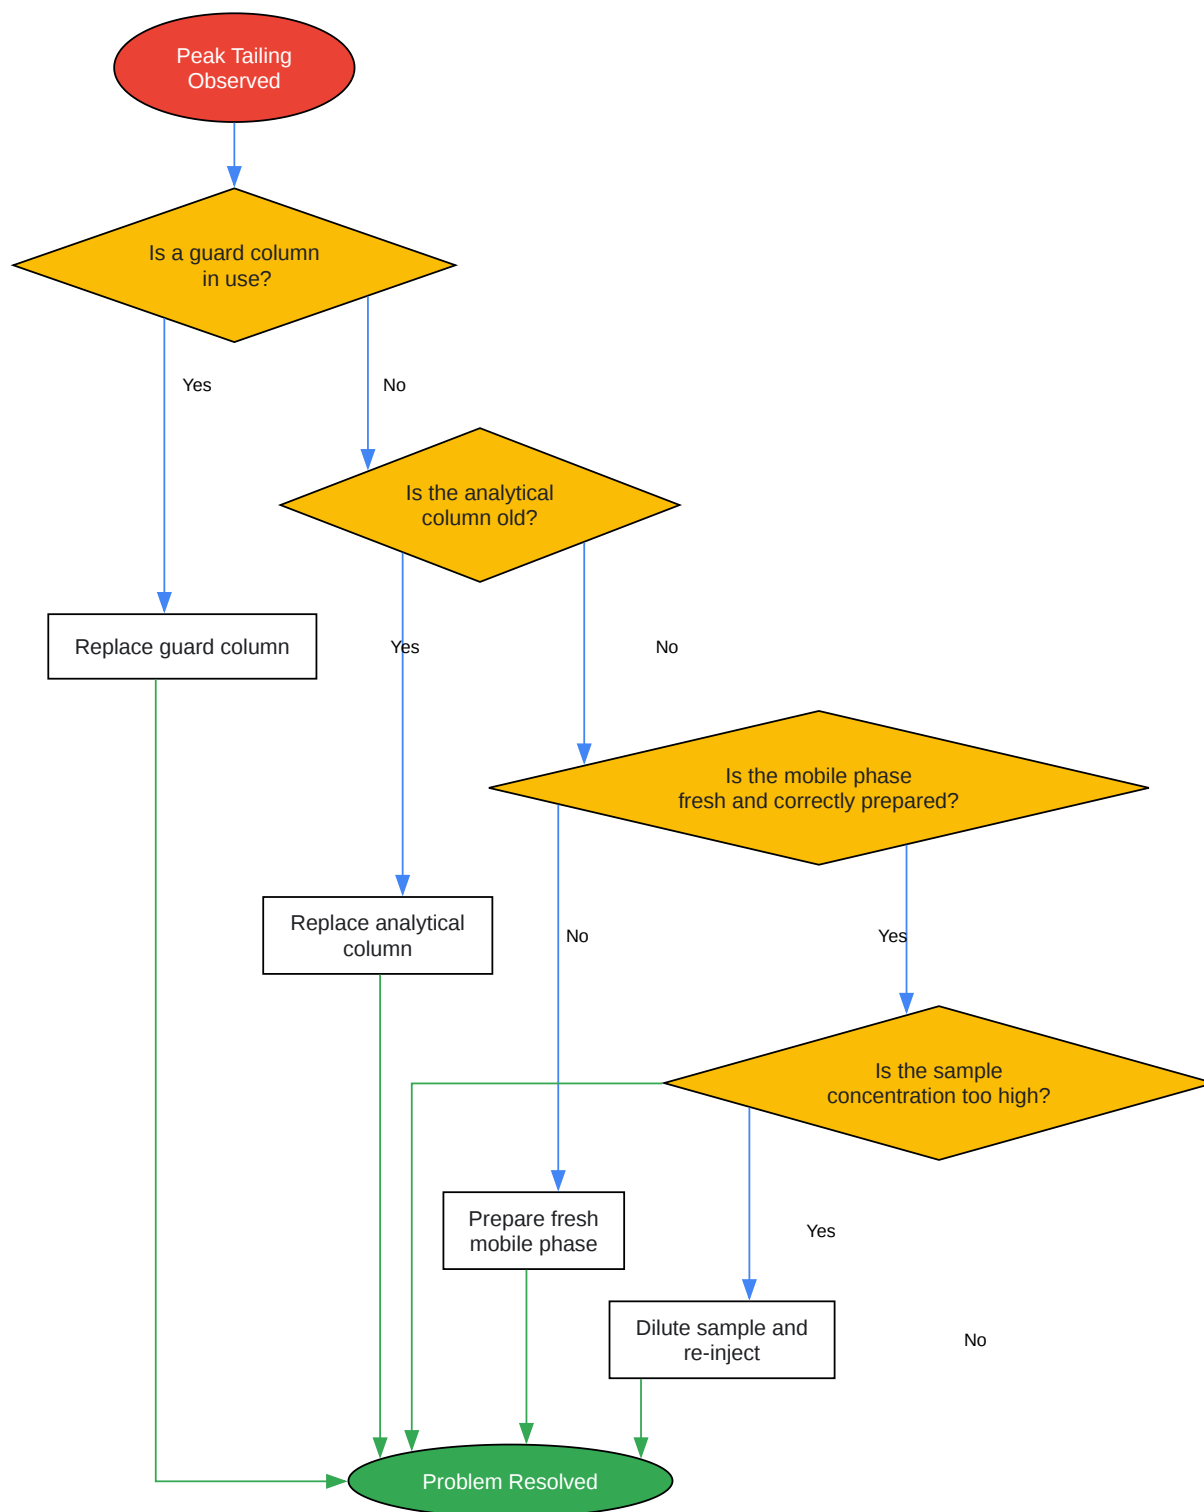 Peak Tailing
Observed
Is a guard column
in use?
Yes
No
Is the analytical
column old?
Replace guard column
Yes
No
Is the mobile phase
fresh and correctly prepared?
Replace analytical
column
No
Yes
Is the sample
concentration too high?
Prepare fresh
mobile phase
Yes
Dilute sample and
re-inject
No
Problem Resolved